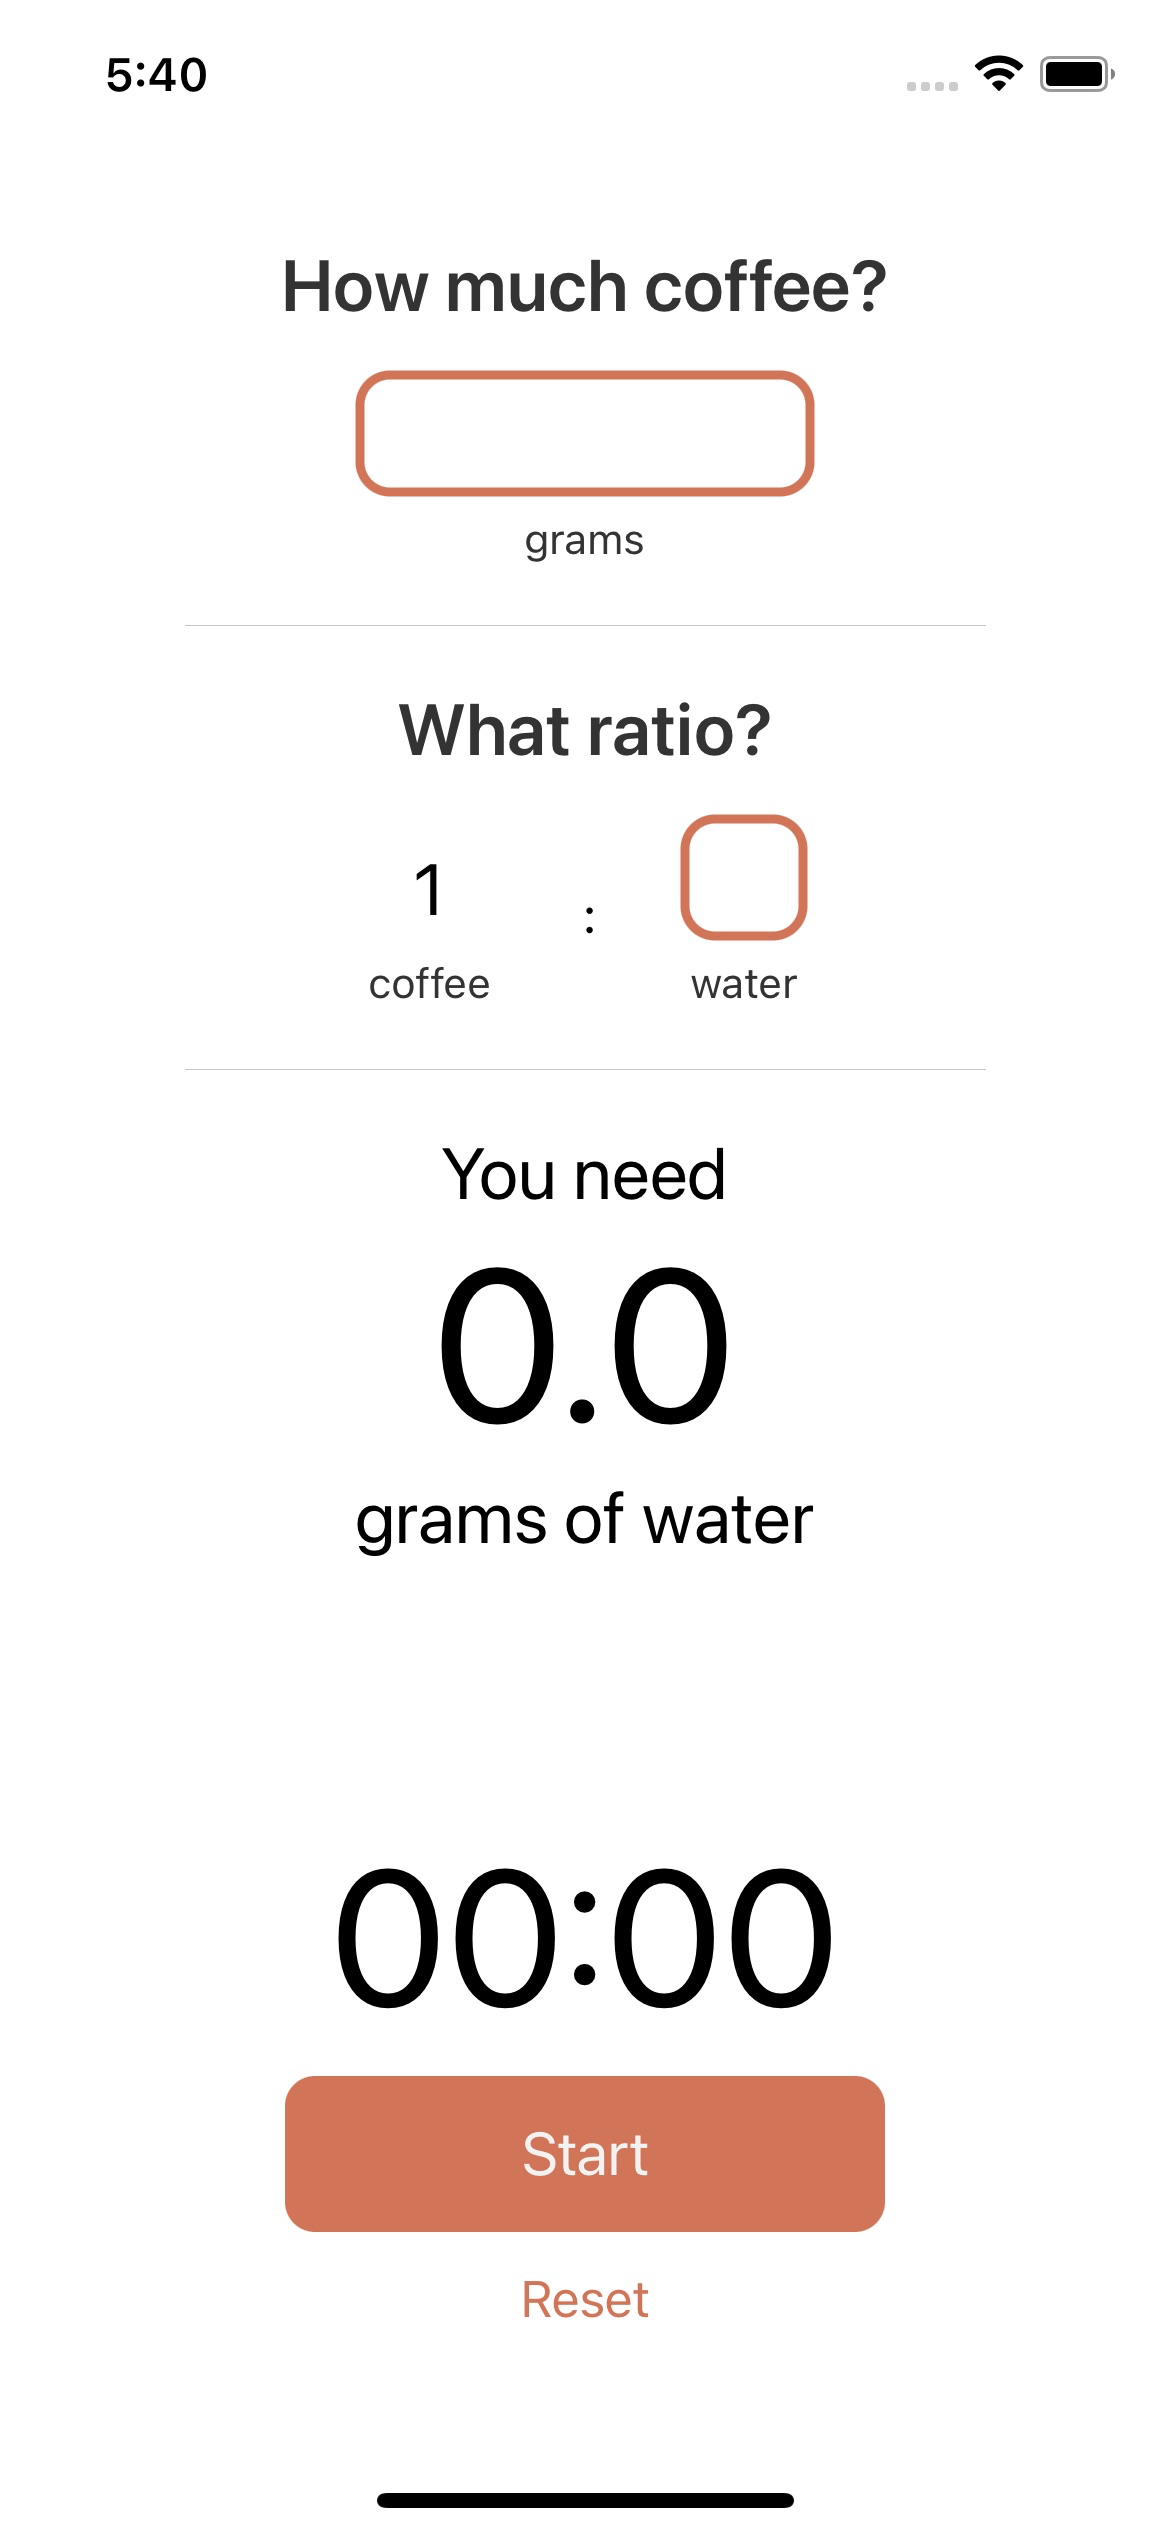 5:40
How much coffee?
grams
What ratio?
1 :
coffee water
You need
0.0
grams of water
00:00
Start
Reset